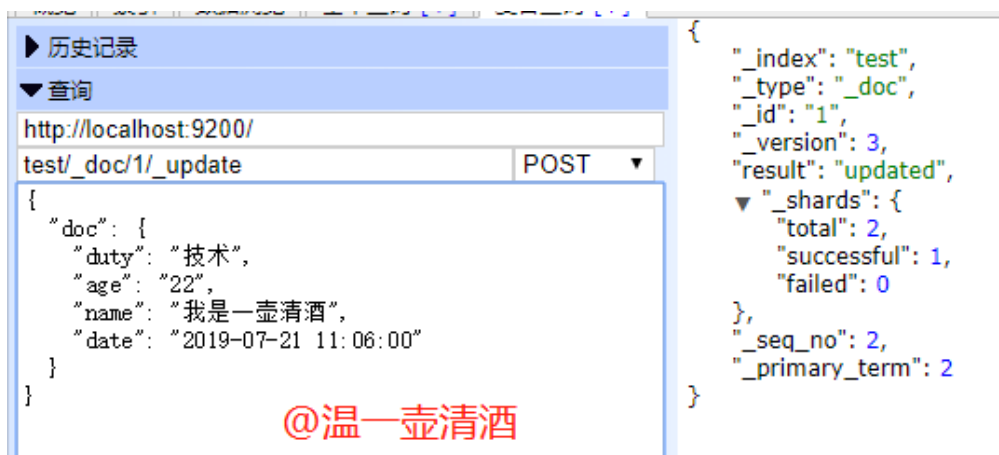 历史记录
查询
http://localhost:9200/
test/_doc/1/_update POST
{
"doc": {
"duty": "技术",
"age": "22",
"name": "我是一壶清酒",
"date": "2019-07-21 11:06:00"
}
}
@温一壶清酒
{
"_index": "test",
"_type": "_doc",
"_id": "1",
"_version": 3,
"result": "updated",
"_shards": {
"total": 2,
"successful": 1,
"failed": 0
},
"_seq_no": 2,
"_primary_term": 2
}